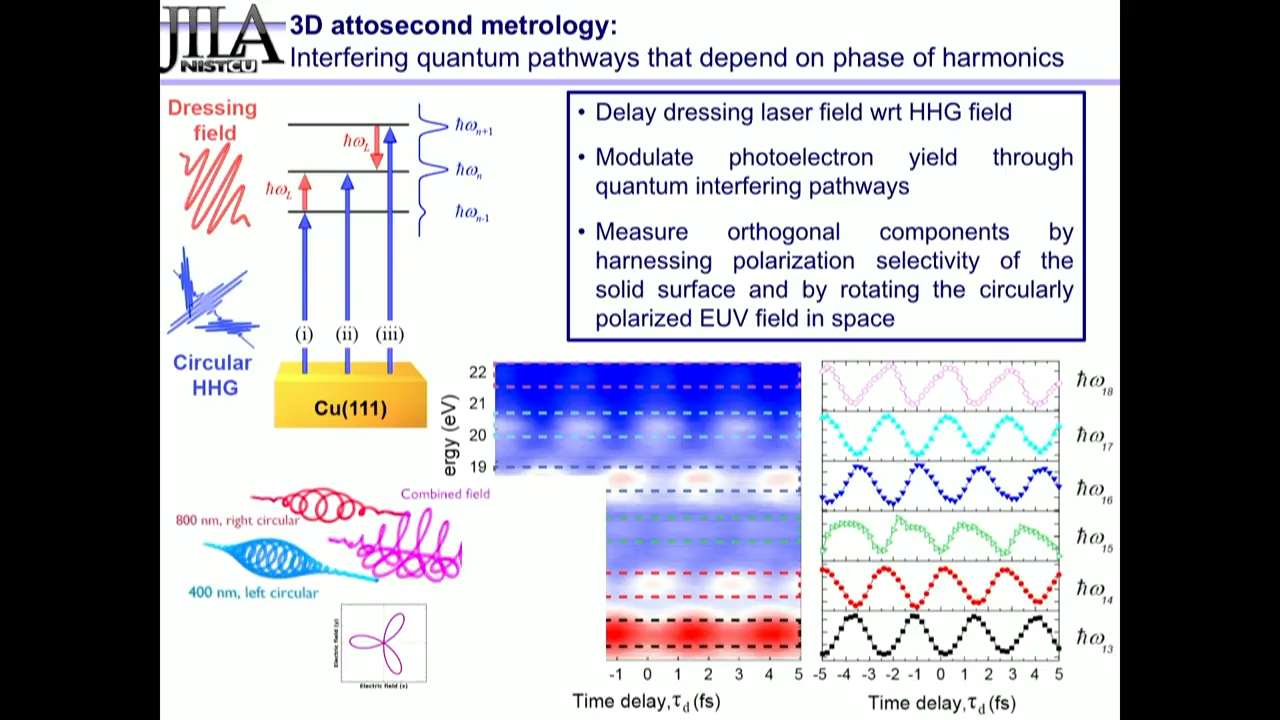 JILA
NIST CU
3D attosecond metrology:
Interfering quantum pathways that depend on phase of harmonics
Dressing
field
ℏω_L
ℏω_L
ℏω_{n+1}
ℏω_n
ℏω_{n-1}
(i) (ii) (iii)
Circular
HHG
Cu(111)
• Delay dressing laser field wrt HHG field
• Modulate photoelectron yield through
quantum interfering pathways
• Measure orthogonal components by
harnessing polarization selectivity of the
solid surface and by rotating the circularly
polarized EUV field in space
Combined field
800 nm, right circular
400 nm, left circular
Electric field (y)
Electric field (x)
ergy (eV)
22
21
20
19
-1 0 1 2 3 4 5
Time delay, τ_d (fs)
ℏω_18
ℏω_17
ℏω_16
ℏω_15
ℏω_14
ℏω_13
-5 -4 -3 -2 -1 0 1 2 3 4 5
Time delay, τ_d (fs)